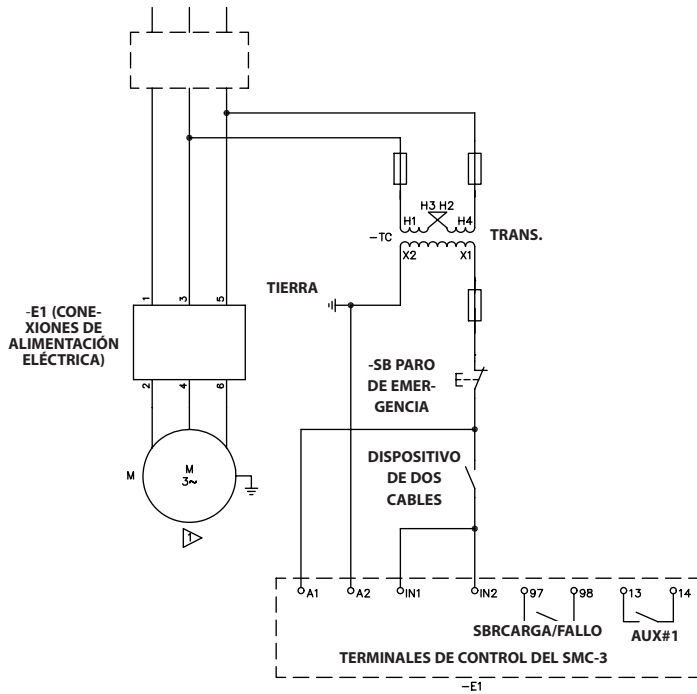 H3 H2
H1
H4
-TC
TRANS.
X2
X1
TIERRA
1
3
5
-E1 (CONE-
XIONES DE
ALIMENTACIÓN
ELÉCTRICA)
2
4
6
-SB PARO
DE EMER-
GENCIA
DISPOSITIVO
DE DOS
CABLES
M
M
3~
1
A1
A2
IN1
IN2
97
98
13
14
SBRCARGA/FALLO
AUX#1
TERMINALES DE CONTROL DEL SMC-3
-E1